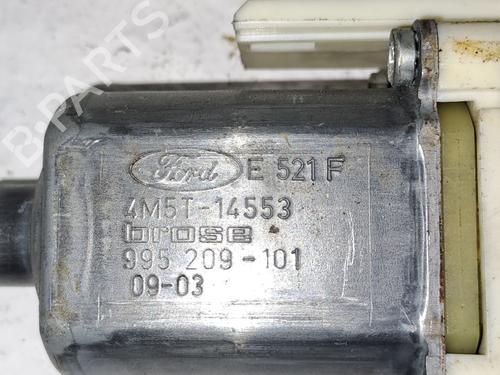 Ford E 521 F
4M5T-14553
brose
995 209-101
09-03
B-PARTS